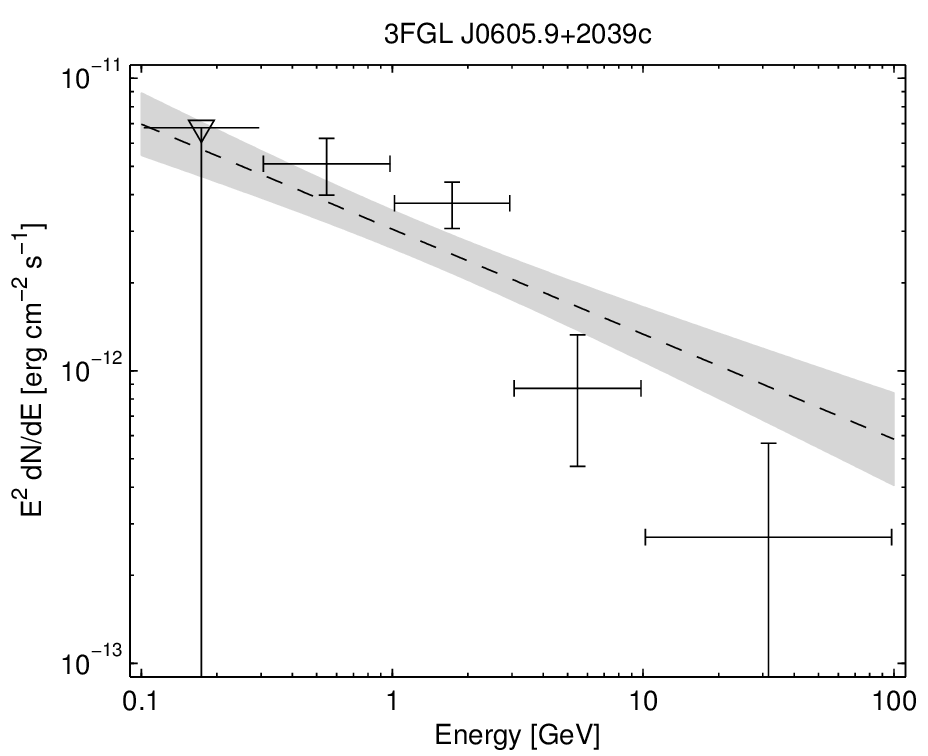 3FGL J0605.9+2039c
10⁻¹¹
10⁻¹²
10⁻¹³
E² dN/dE [erg cm⁻² s⁻¹]
0.1 1 10 100
Energy [GeV]